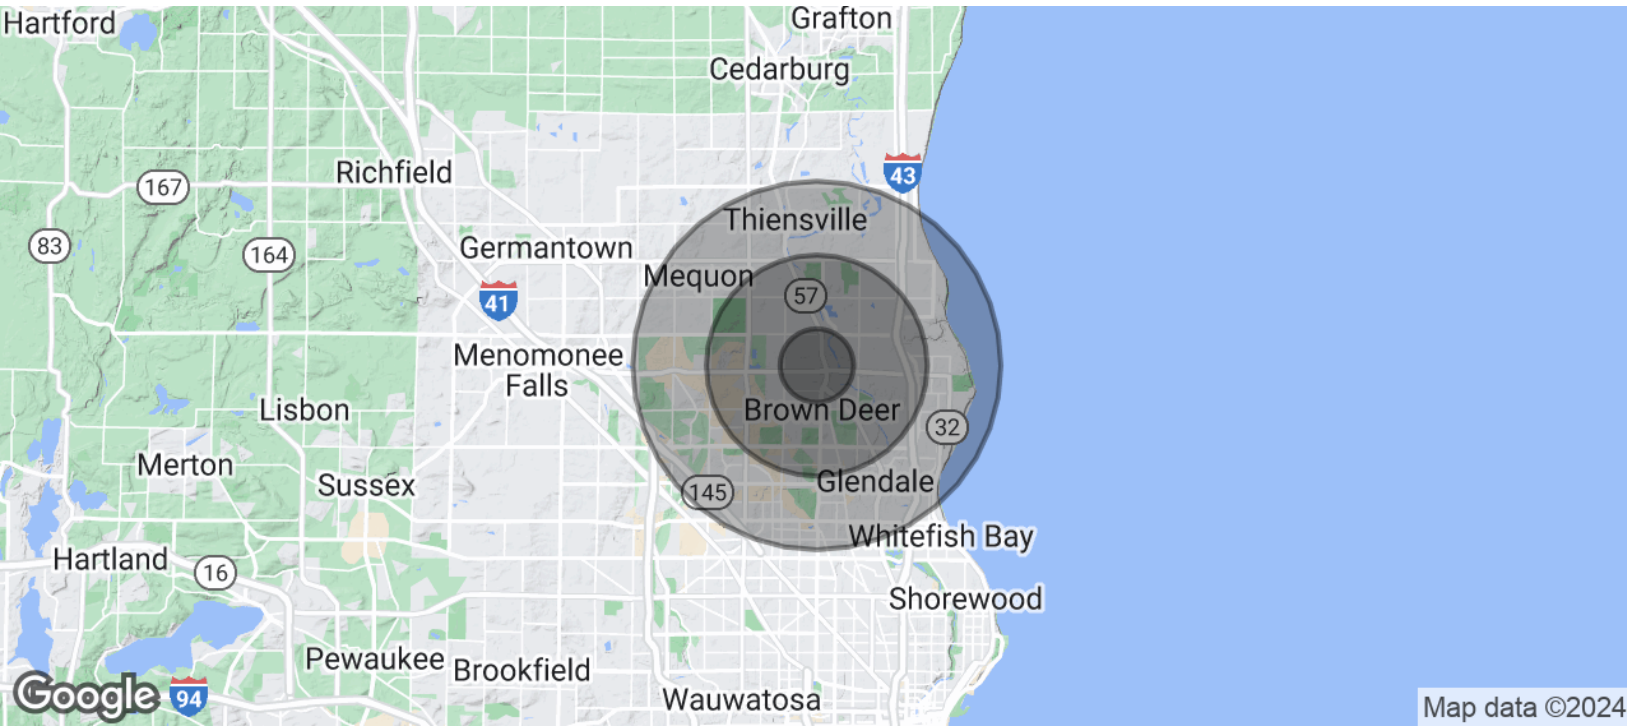 Hartford
Grafton
Cedarburg
Richfield
43
167
Thiensville
83
Germantown
164
Mequon
57
41
Menomonee
Falls
Lisbon
Brown Deer
32
Merton
Sussex
Glendale
145
Whitefish Bay
Hartland
16
Shorewood
Pewaukee
Brookfield
Google
94
Wauwatosa
Map data ©2024